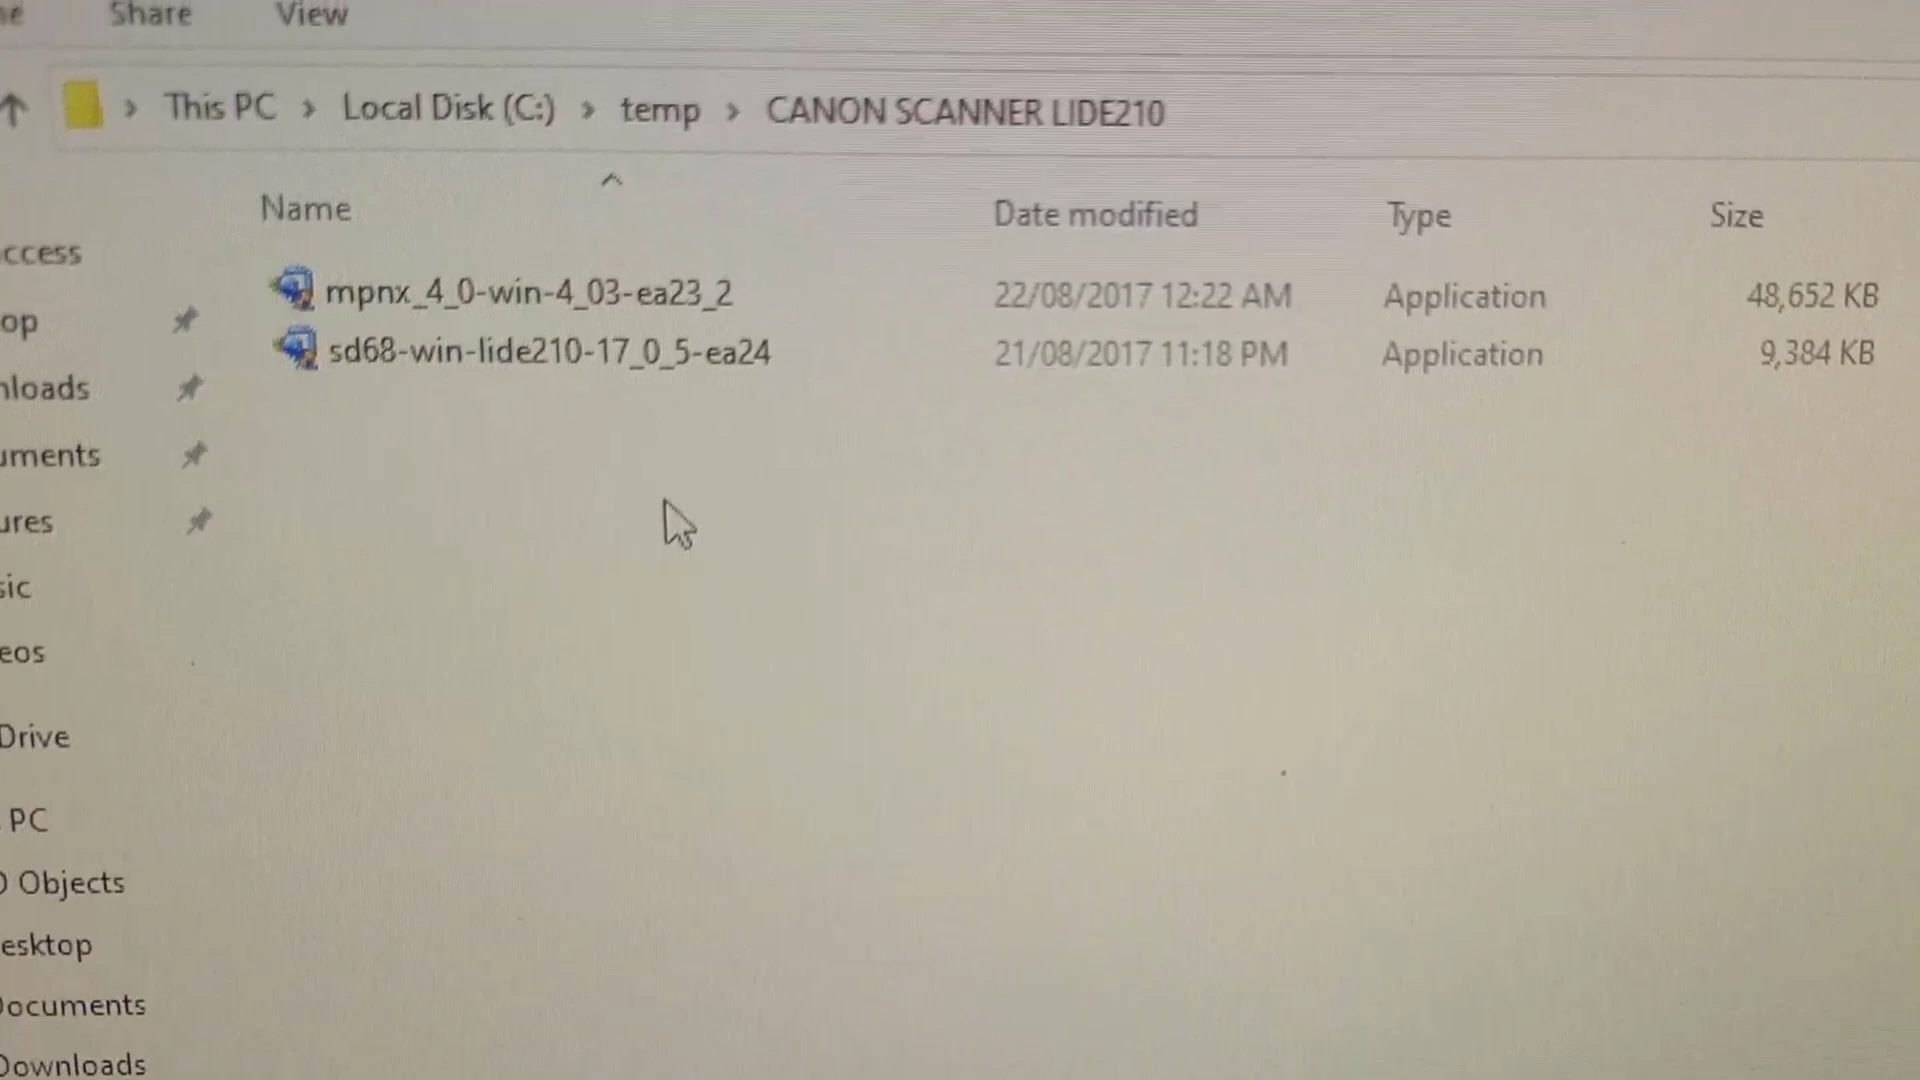 Share View
This PC > Local Disk (C:) > temp > CANON SCANNER LIDE210
Name Date modified Type Size
ccess
mpnx_4_0-win-4_03-ea23_2 22/08/2017 12:22 AM Application 48,652 KB
op
sd68-win-lide210-17_0_5-ea24 21/08/2017 11:18 PM Application 9,384 KB
nloads
uments
ures
sic
eos
Drive
PC
Objects
esktop
Documents
Downloads